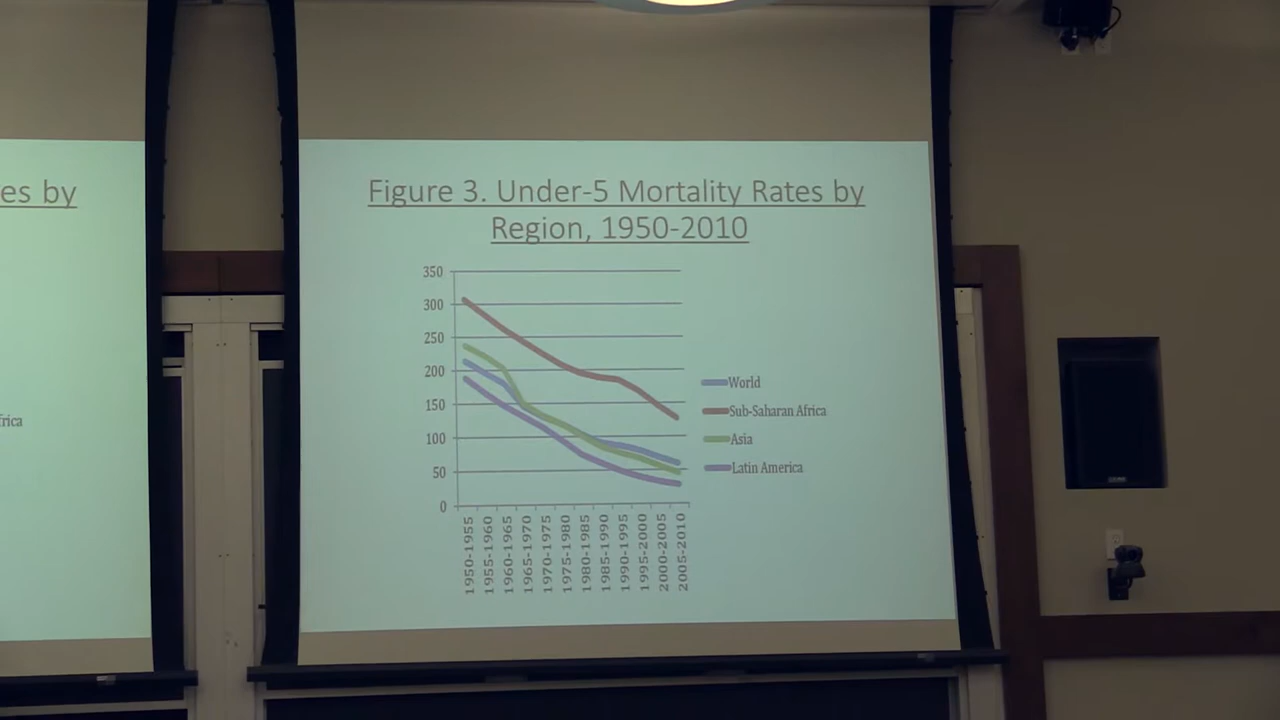 es by
rica
Figure 3. Under-5 Mortality Rates by
Region, 1950-2010
350
300
250
200
150
100
50
0
1950-1955
1955-1960
1960-1965
1965-1970
1970-1975
1975-1980
1980-1985
1985-1990
1990-1995
1995-2000
2000-2005
2005-2010
World
Sub-Saharan Africa
Asia
Latin America